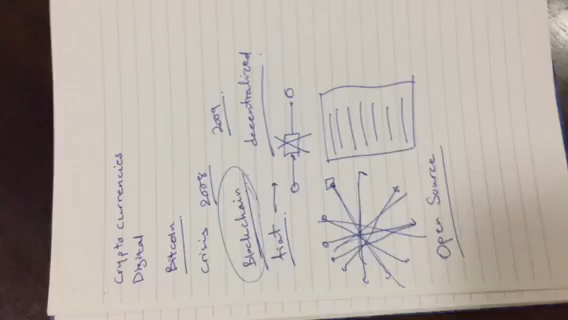 Crypto currencies
Digital
Bitcoin
crisis 2008 2009
Blockchain decentralized
fiat
Open Source